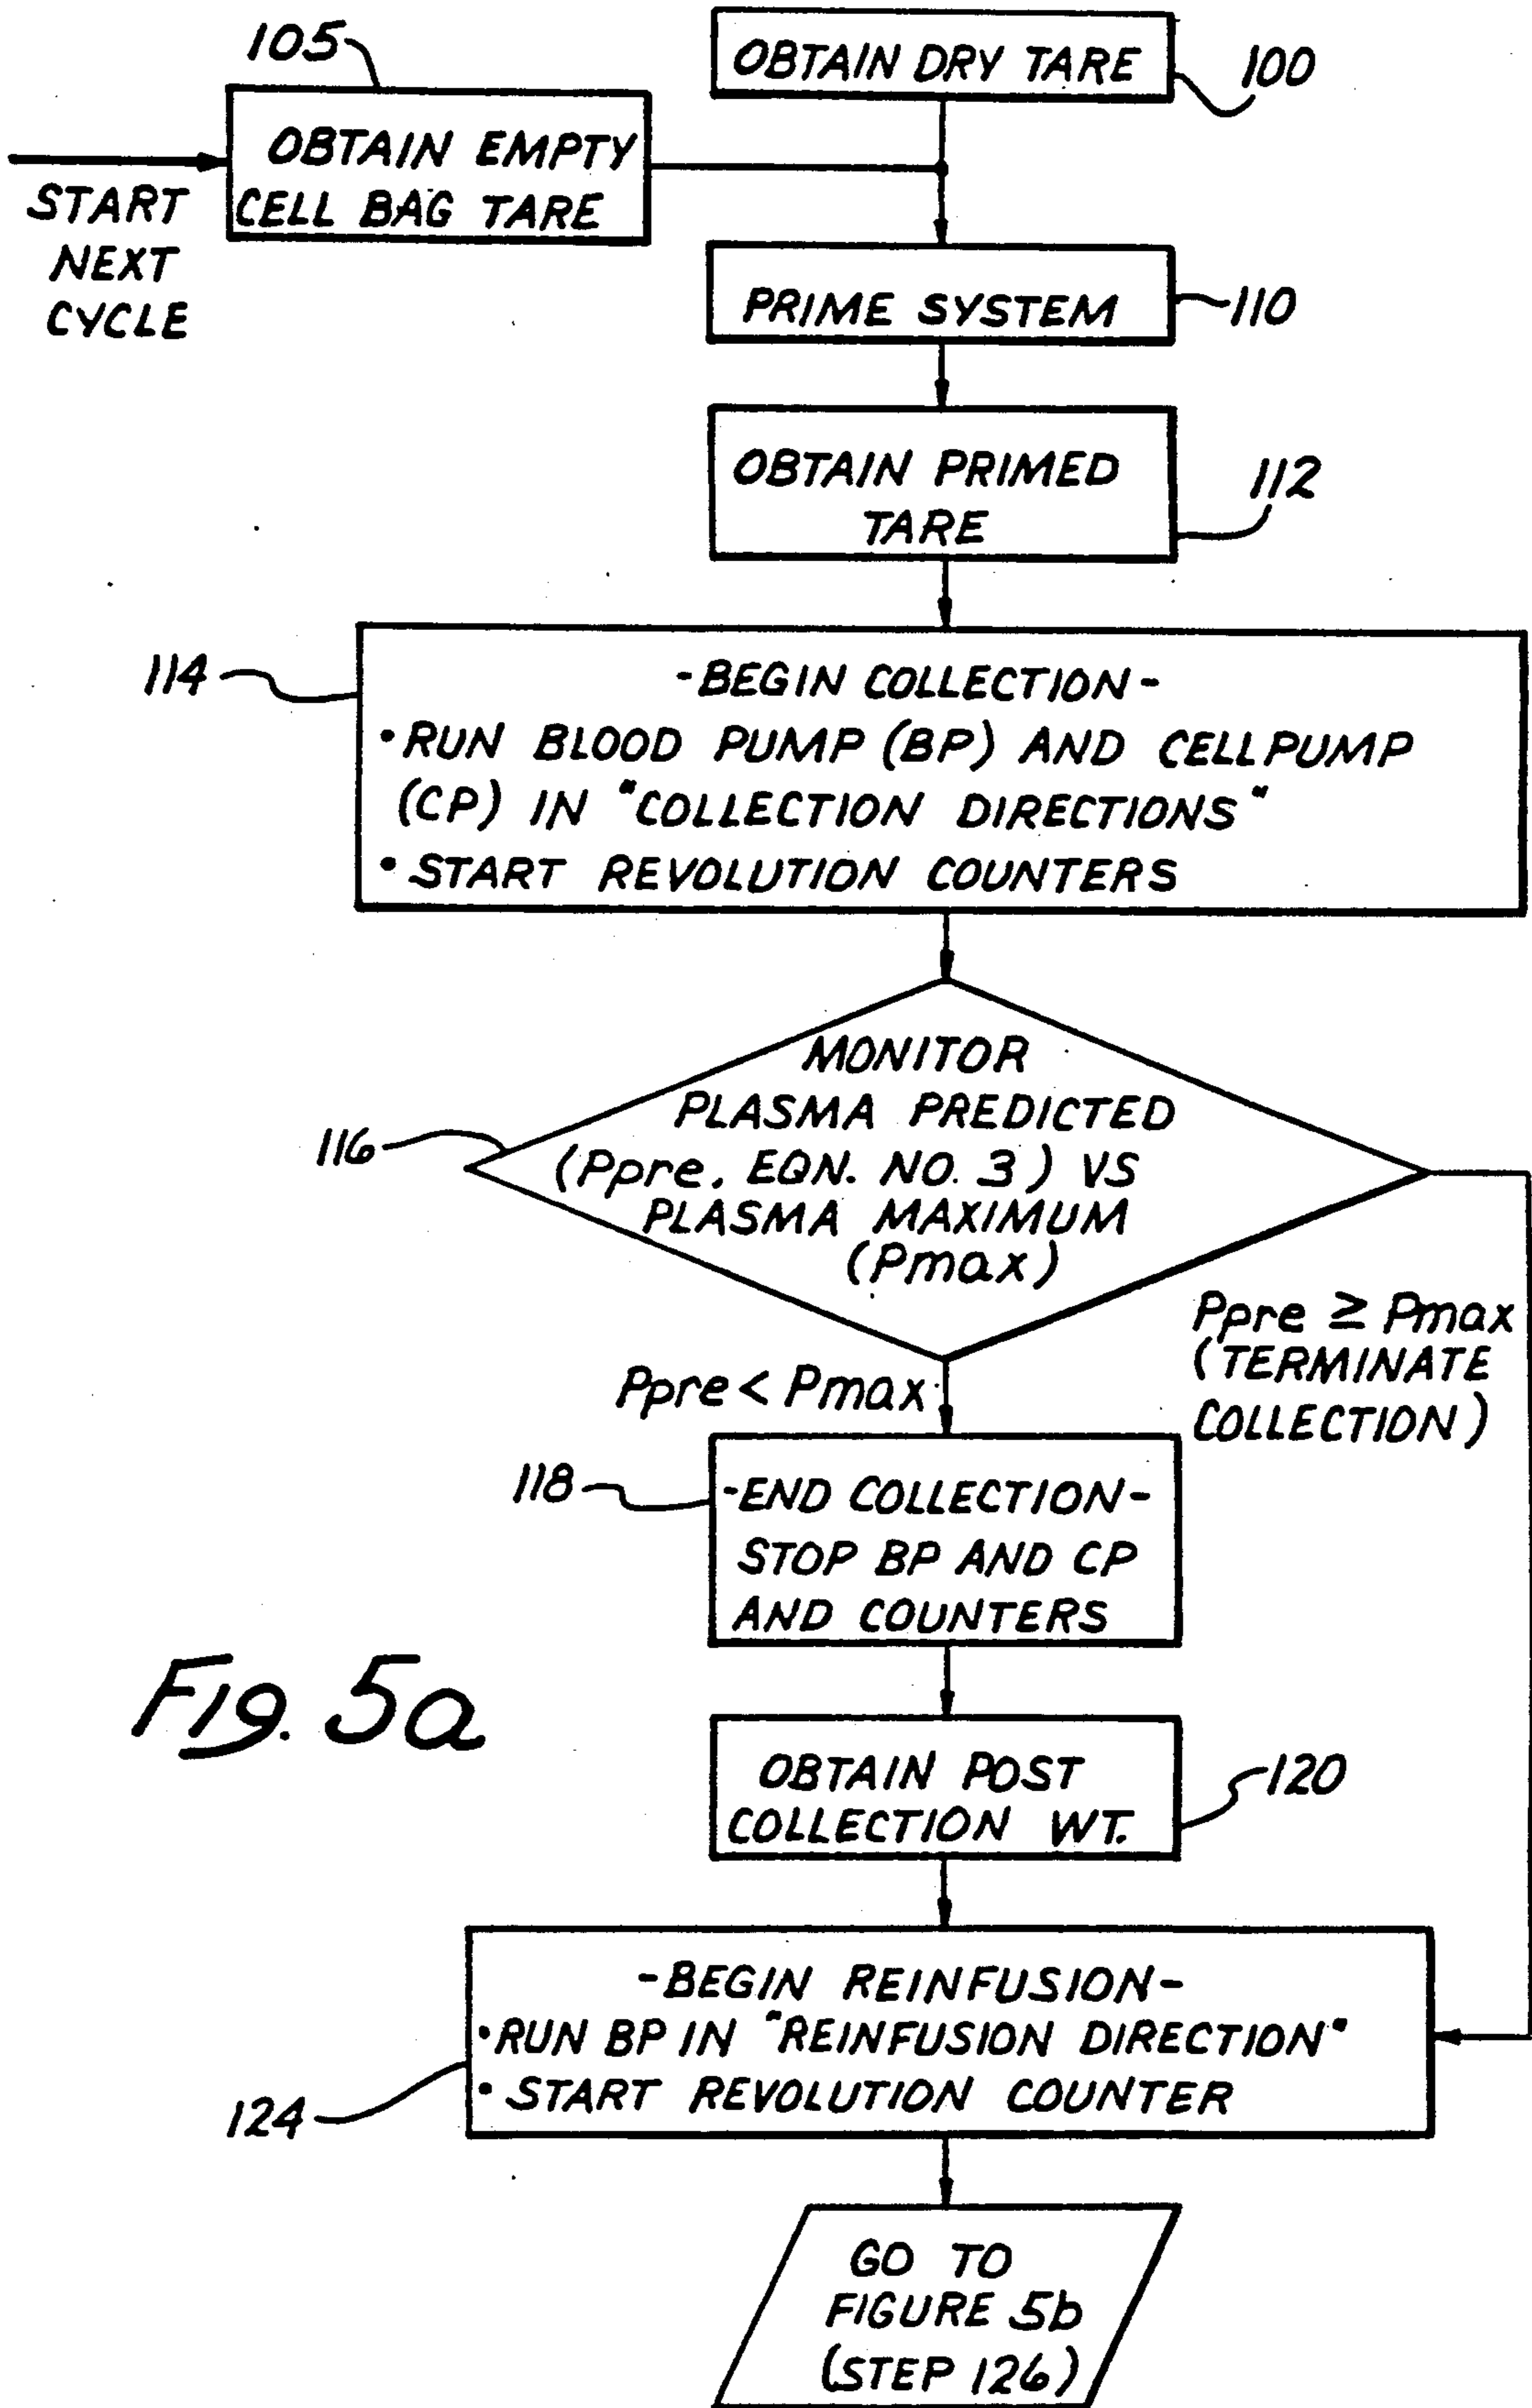 105
OBTAIN DRY TARE
100
OBTAIN EMPTY
CELL BAG TARE
START
NEXT
CYCLE
PRIME SYSTEM
110
OBTAIN PRIMED
TARE
112
114
-BEGIN COLLECTION-
• RUN BLOOD PUMP (BP) AND CELLPUMP
(CP) IN "COLLECTION DIRECTIONS"
• START REVOLUTION COUNTERS
116
MONITOR
PLASMA PREDICTED
(Ppre, EQN. NO. 3) VS
PLASMA MAXIMUM
(Pmax)
Ppre < Pmax
Ppre ≥ Pmax
(TERMINATE
COLLECTION)
118
-END COLLECTION-
STOP BP AND CP
AND COUNTERS
Fig. 5a
OBTAIN POST
COLLECTION WT.
120
-BEGIN REINFUSION-
• RUN BP IN "REINFUSION DIRECTION"
• START REVOLUTION COUNTER
124
GO TO
FIGURE 5b
(STEP 126)